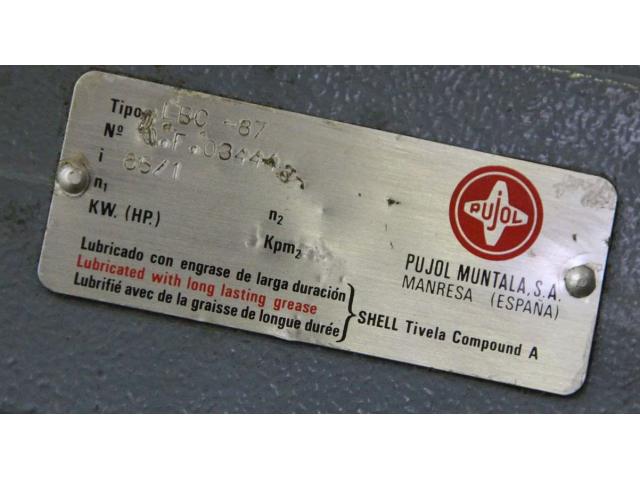 Tipo LBC -87
Nº
i 65/1
n1 n2
KW. (HP.) Kpm2
Lubricado con engrase de larga duración
Lubricated with long lasting grease
Lubrifié avec de la graisse de longue durée
SHELL Tivela Compound A
PUJOL
PUJOL MUNTALA, S.A.
MANRESA (ESPAÑA)